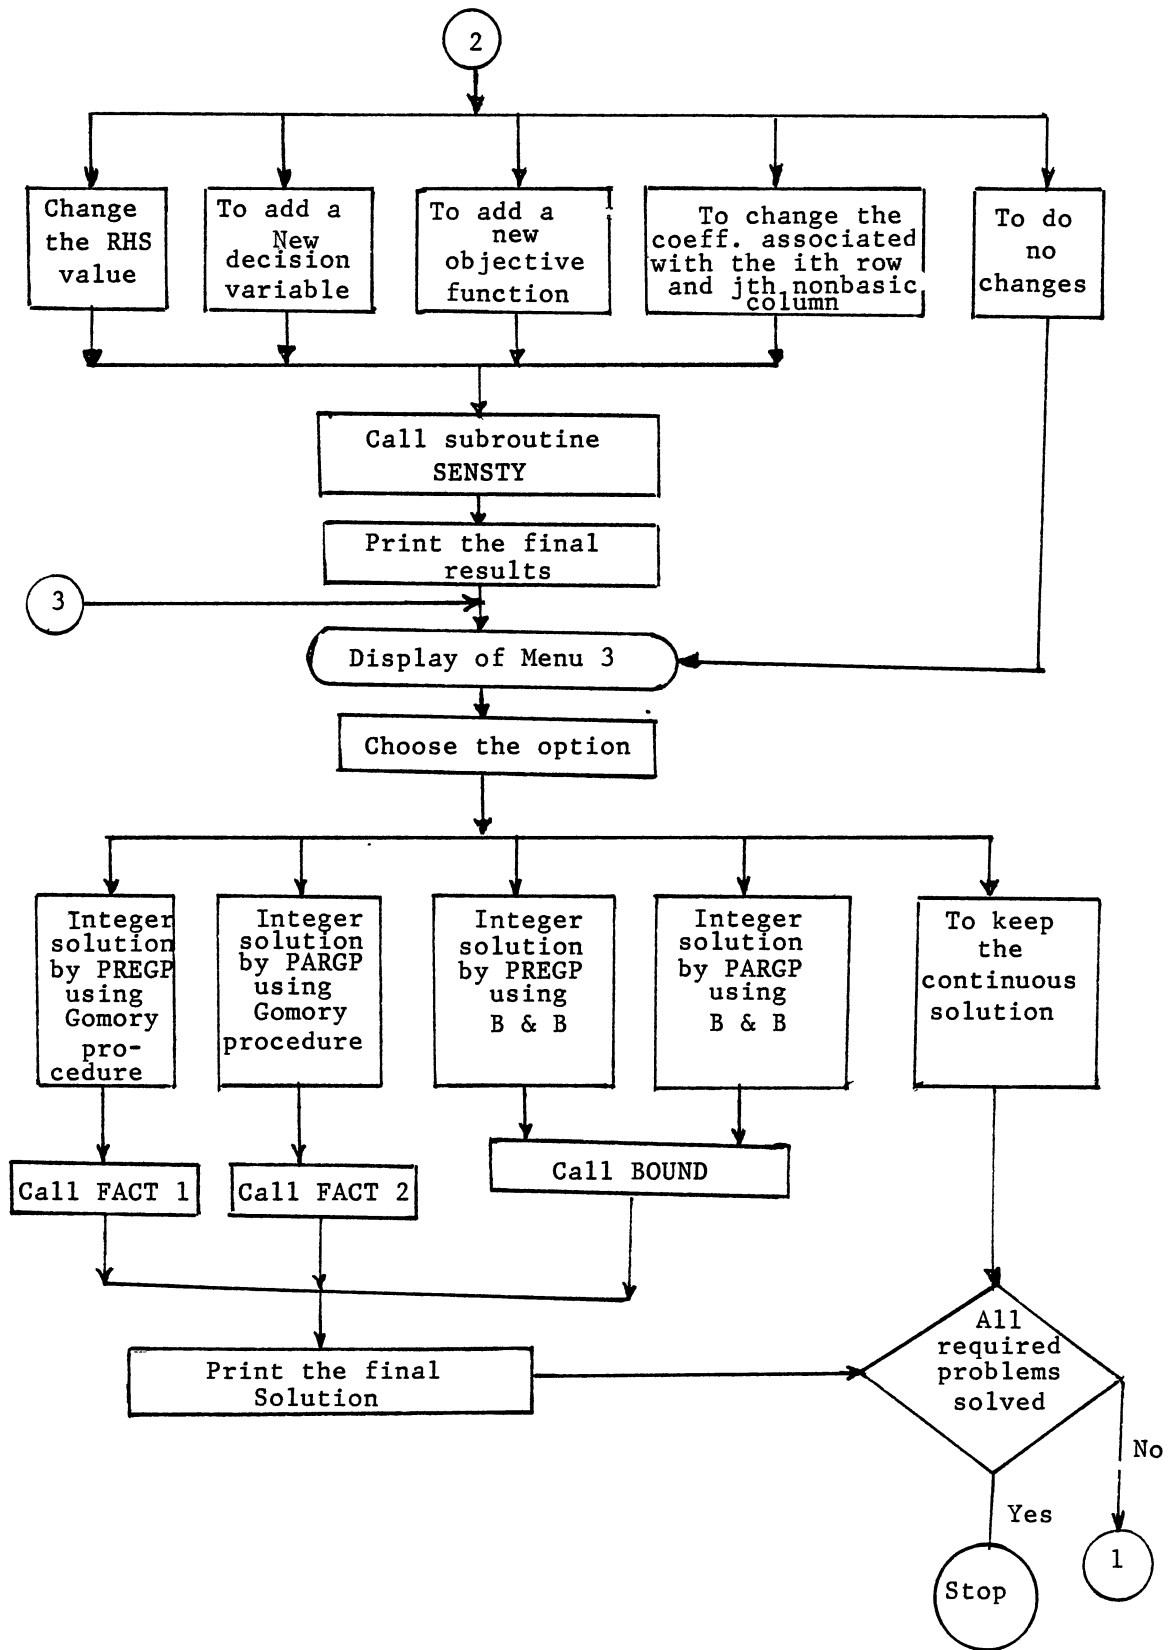 2
Change
the RHS
value
To add a
New
decision
variable
To add a
new
objective
function
To change the
coeff. associated
with the ith row
and jth nonbasic
column
To do
no
changes
Call subroutine
SENSTY
Print the final
results
3
Display of Menu 3
Choose the option
Integer
solution
by PREGP
using
Gomory
pro-
cedure
Integer
solution
by PARGP
using
Gomory
procedure
Integer
solution
by PREGP
using
B & B
Integer
solution
by PARGP
using
B & B
To keep
the
continuous
solution
Call FACT 1
Call FACT 2
Call BOUND
Print the final
Solution
All
required
problems
solved
No
Yes
1
Stop